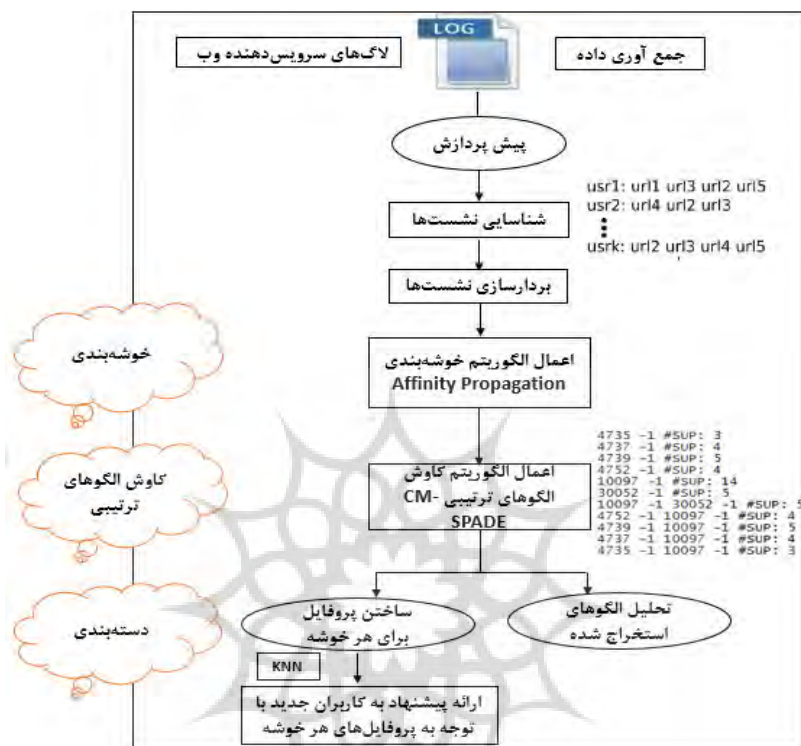 LOG
جمع آوری داده
لاگ‌های سرویس‌دهنده وب
پیش پردازش
usr1: url1 url3 url2 url5
usr2: url4 url2 url3
usrk: url2 url3 url4 url5
شناسایی نشست‌ها
بردارسازی نشست‌ها
خوشه‌بندی
اعمال الگوریتم خوشه‌بندی
Affinity Propagation
کاوش الگوهای
ترتیبی
اعمال الگوریتم کاوش
الگوهای ترتیبی CM-
SPADE
4735 -1 #SUP: 3
4737 -1 #SUP: 4
4739 -1 #SUP: 5
4752 -1 #SUP: 4
10097 -1 #SUP: 14
30052 -1 #SUP: 5
10097 -1 30052 -1 #SUP: 5
4752 -1 10097 -1 #SUP: 4
4739 -1 10097 -1 #SUP: 5
4737 -1 10097 -1 #SUP: 4
4735 -1 10097 -1 #SUP: 3
دسته‌بندی
تحلیل الگوهای
استخراج شده
ساختن پروفایل
برای هر خوشه
KNN
ارائه پیشنهاد به کاربران جدید با
توجه به پروفایل‌های هر خوشه